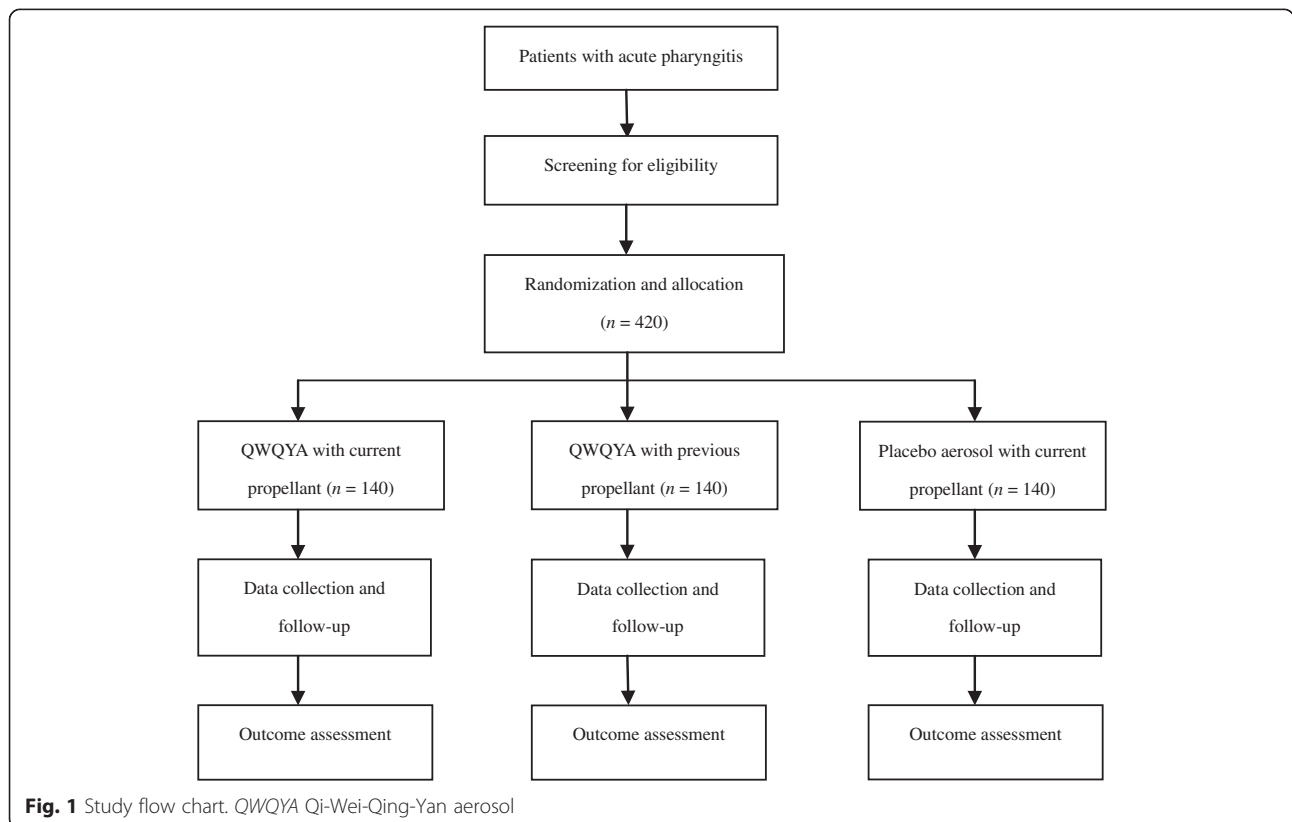 Patients with acute pharyngitis
Screening for eligibility
Randomization and allocation
(n = 420)
QWQYA with current
propellant (n = 140)
QWQYA with previous
propellant (n = 140)
Placebo aerosol with current
propellant (n = 140)
Data collection and
follow-up
Data collection and
follow-up
Data collection and
follow-up
Outcome assessment
Outcome assessment
Outcome assessment
Fig. 1 Study flow chart. QWQYA Qi-Wei-Qing-Yan aerosol